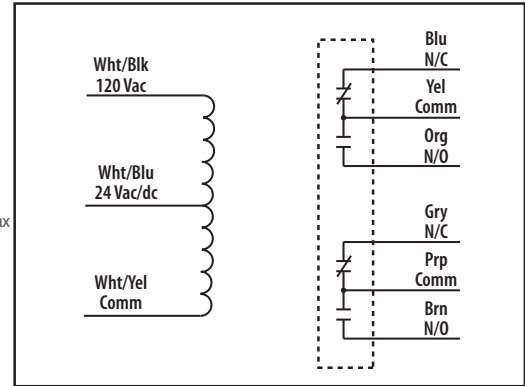 Wht/Blk
120 Vac
Wht/Blu
24 Vac/dc
Wht/Yel
Comm
Blu
N/C
Yel
Comm
Org
N/O
Gry
N/C
Prp
Comm
Brn
N/O